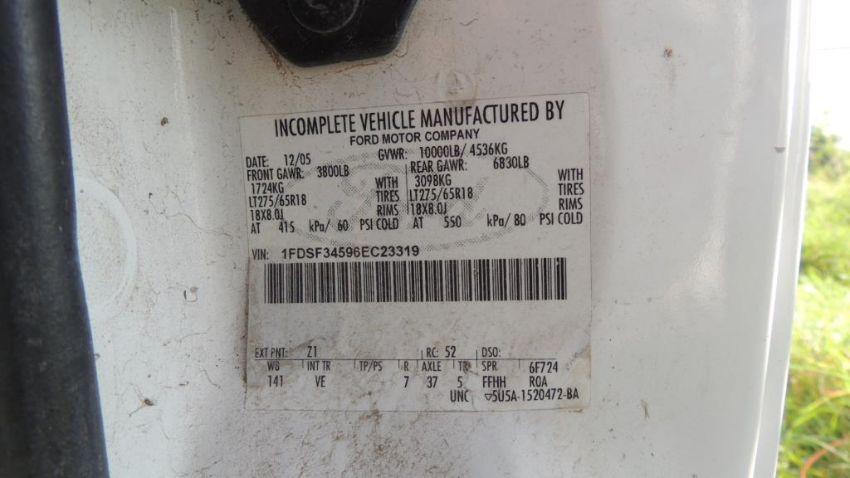 INCOMPLETE VEHICLE MANUFACTURED BY
FORD MOTOR COMPANY
DATE: 12/05 GVWR: 10000LB/ 4536KG
FRONT GAWR: 3800LB REAR GAWR: 6830LB
1724KG WITH 3098KG WITH
LT275/65R18 TIRES LT275/65R18 TIRES
18X8.0J RIMS 18X8.0J RIMS
AT 415 kPa/ 60 PSI COLD AT 550 kPa/ 80 PSI COLD
VIN: 1FDSF34596EC23319
EXT PNT: Z1 RC: 52 DSO:
WB INT TR TP/PS R AXLE TR SPR 6F724
141 VE 7 37 5 FFHH ROA
UNC ▽5U5A-1520472-BA